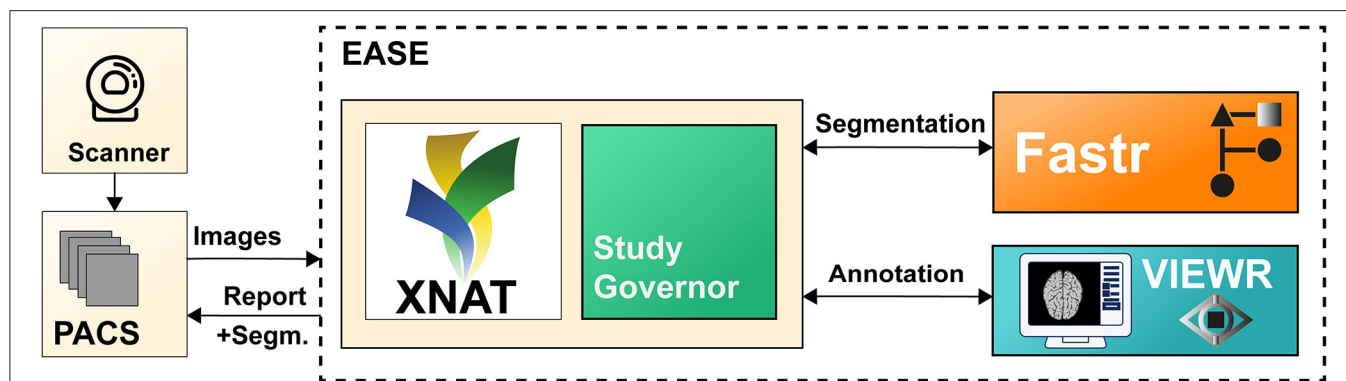 EASE
Scanner
PACS
Images
Report
+Segm.
XNAT
Study
Governor
Segmentation
Fastr
Annotation
VIEWR